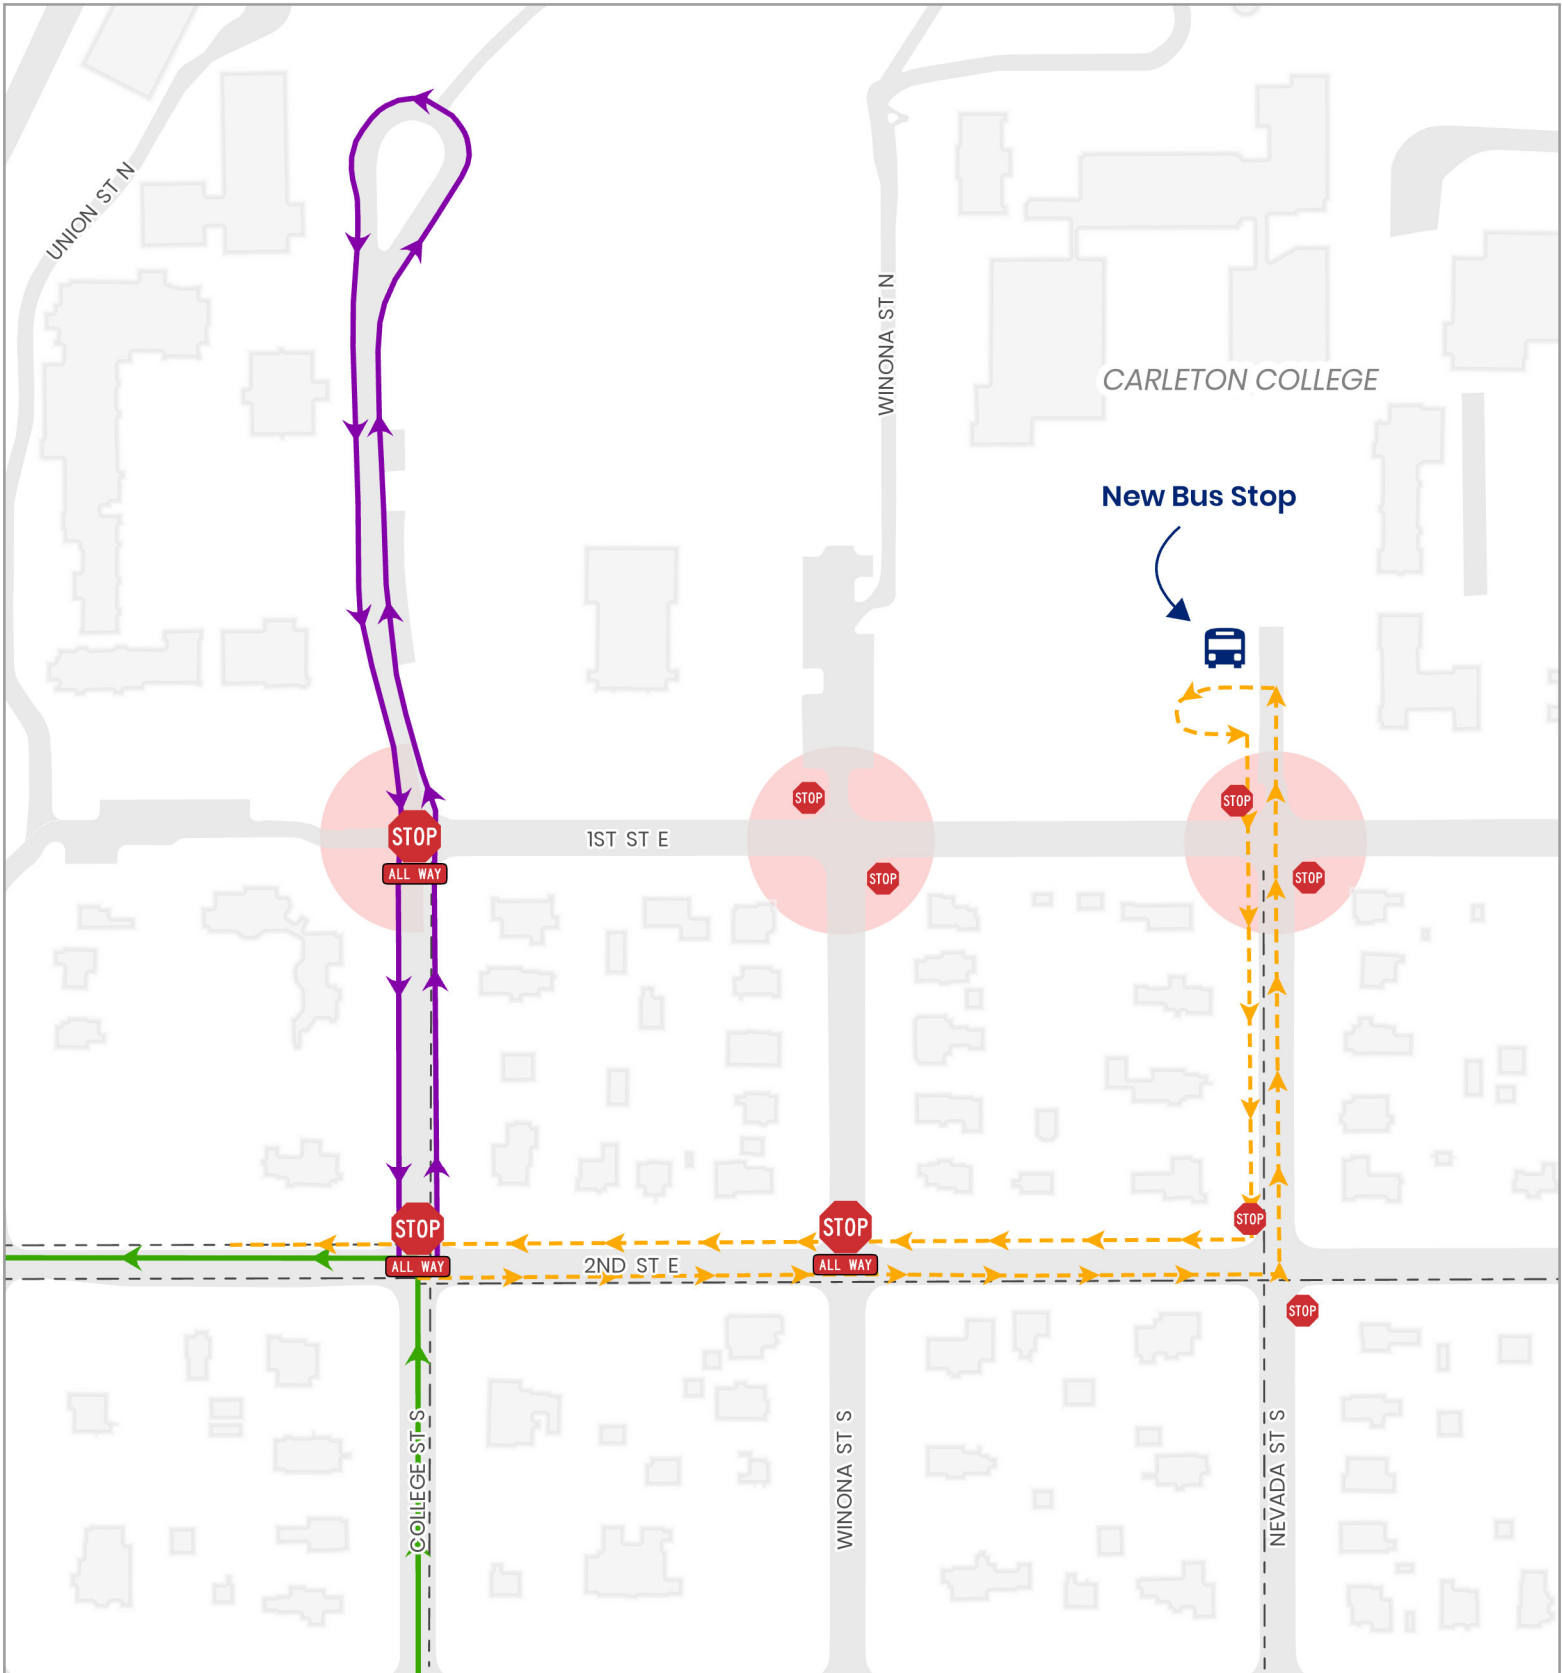 UNION ST N
WINONA ST N
CARLETON COLLEGE
New Bus Stop
STOP
STOP
STOP
ALL WAY
1ST ST E
STOP
STOP
STOP
STOP
ALL WAY
STOP
ALL WAY
2ND ST E
STOP
COLLEGE ST S
WINONA ST S
NEVADA ST S